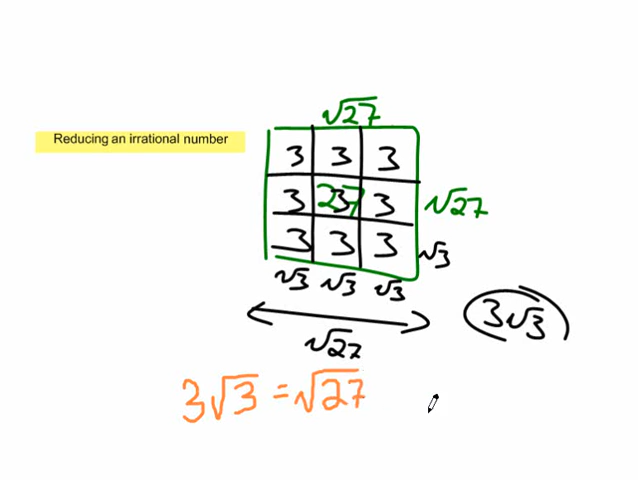 √27
Reducing an irrational number
3 3 3
3 27 3 3
√27
3 3 3
√3
√3 √3 √3
3√3
√27
3√3 = √27